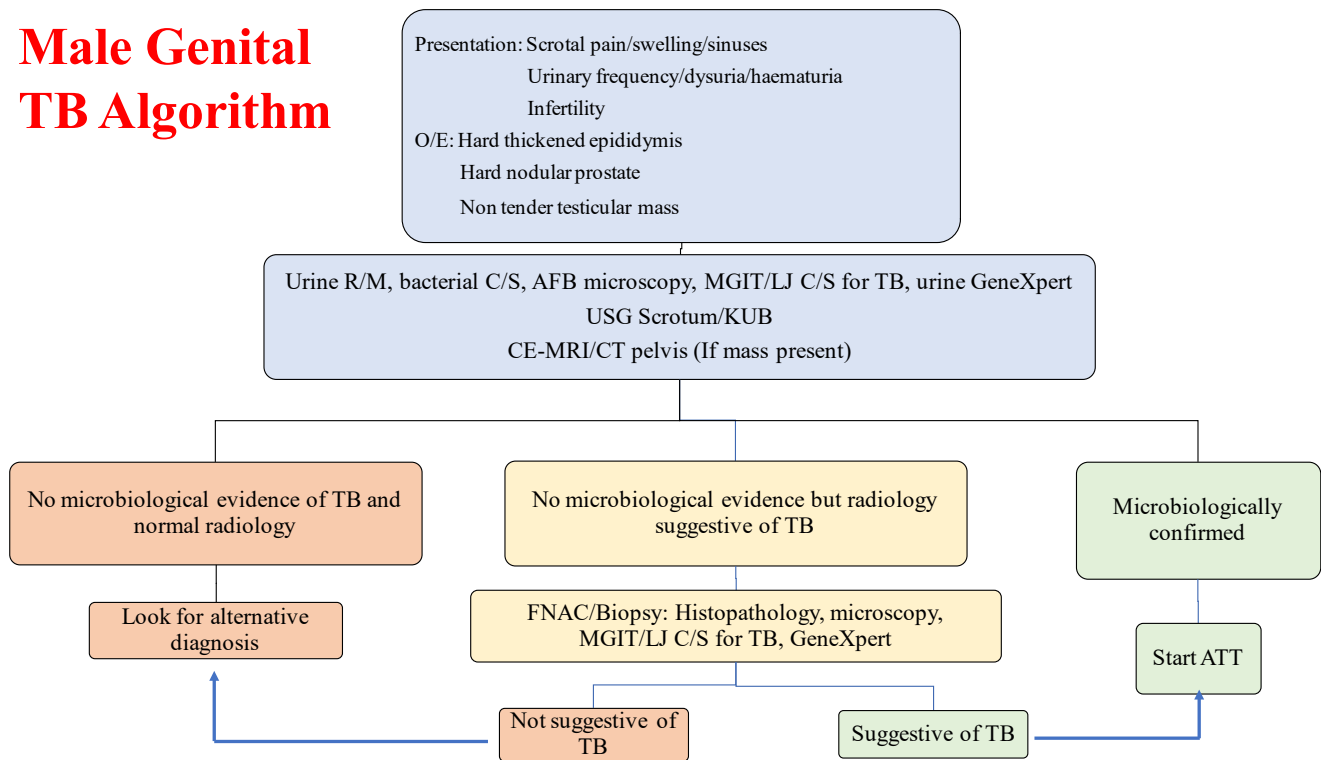 Male Genital
TB Algorithm
Presentation: Scrotal pain/swelling/sinuses
Urinary frequency/dysuria/haematuria
Infertility
O/E: Hard thickened epididymis
Hard nodular prostate
Non tender testicular mass
Urine R/M, bacterial C/S, AFB microscopy, MGIT/LJ C/S for TB, urine GeneXpert
USG Scrotum/KUB
CE-MRI/CT pelvis (If mass present)
No microbiological evidence of TB and
normal radiology
No microbiological evidence but radiology
suggestive of TB
Microbiologically
confirmed
Look for alternative
diagnosis
FNAC/Biopsy: Histopathology, microscopy,
MGIT/LJ C/S for TB, GeneXpert
Start ATT
Not suggestive of
TB
Suggestive of TB